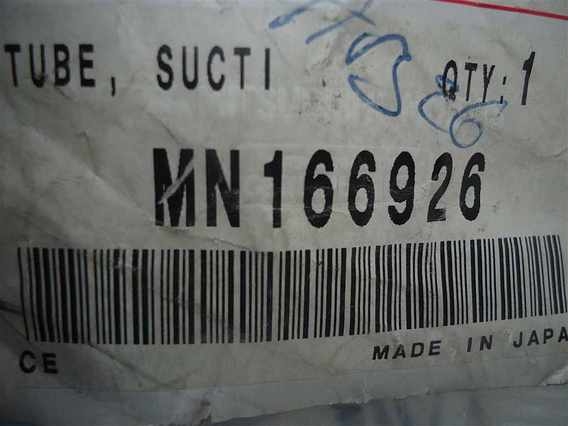 TUBE, SUCTI QTY: 1
MN166926
CE MADE IN JAPA